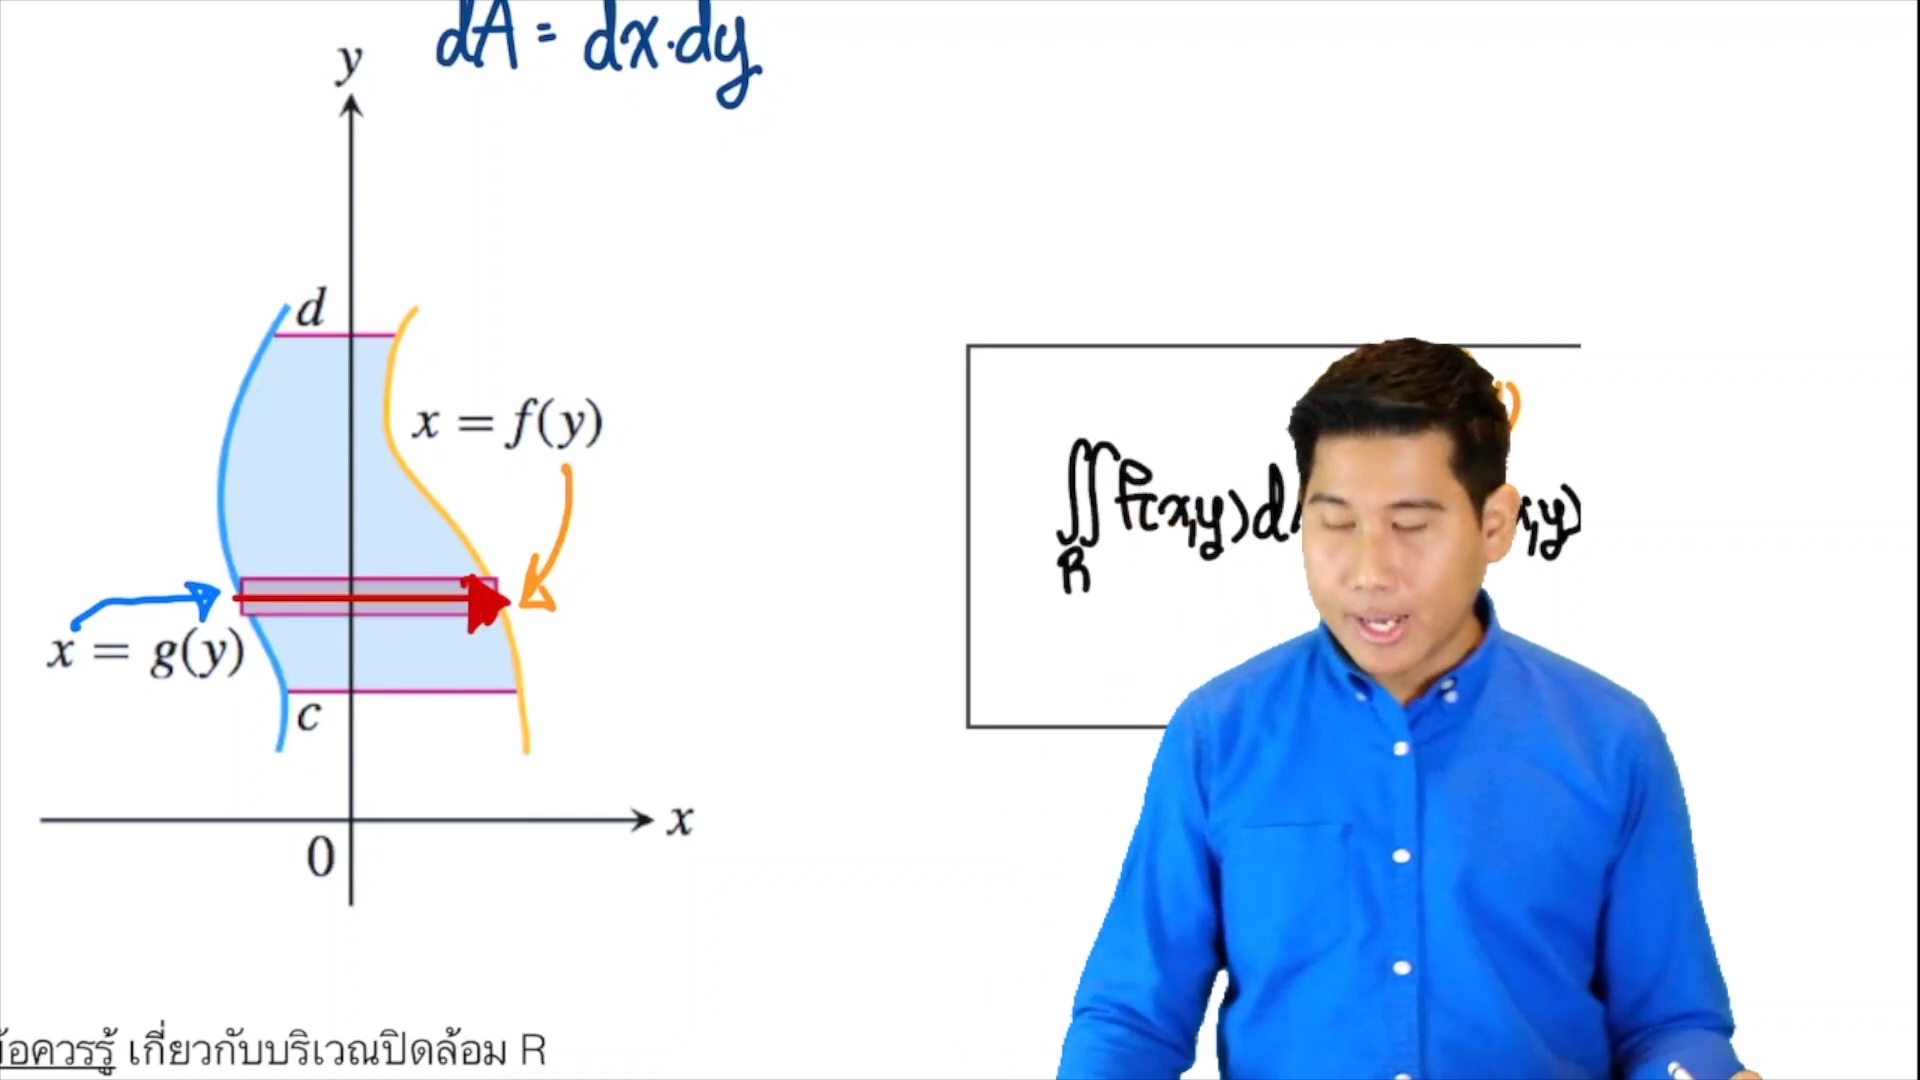 dA = dx·dy
y
d
x = f(y)
∬ F(x,y)d
R
x,y)
x = g(y)
c
x
0
ข้อควรรู้ เกี่ยวกับบริเวณปิดล้อม R